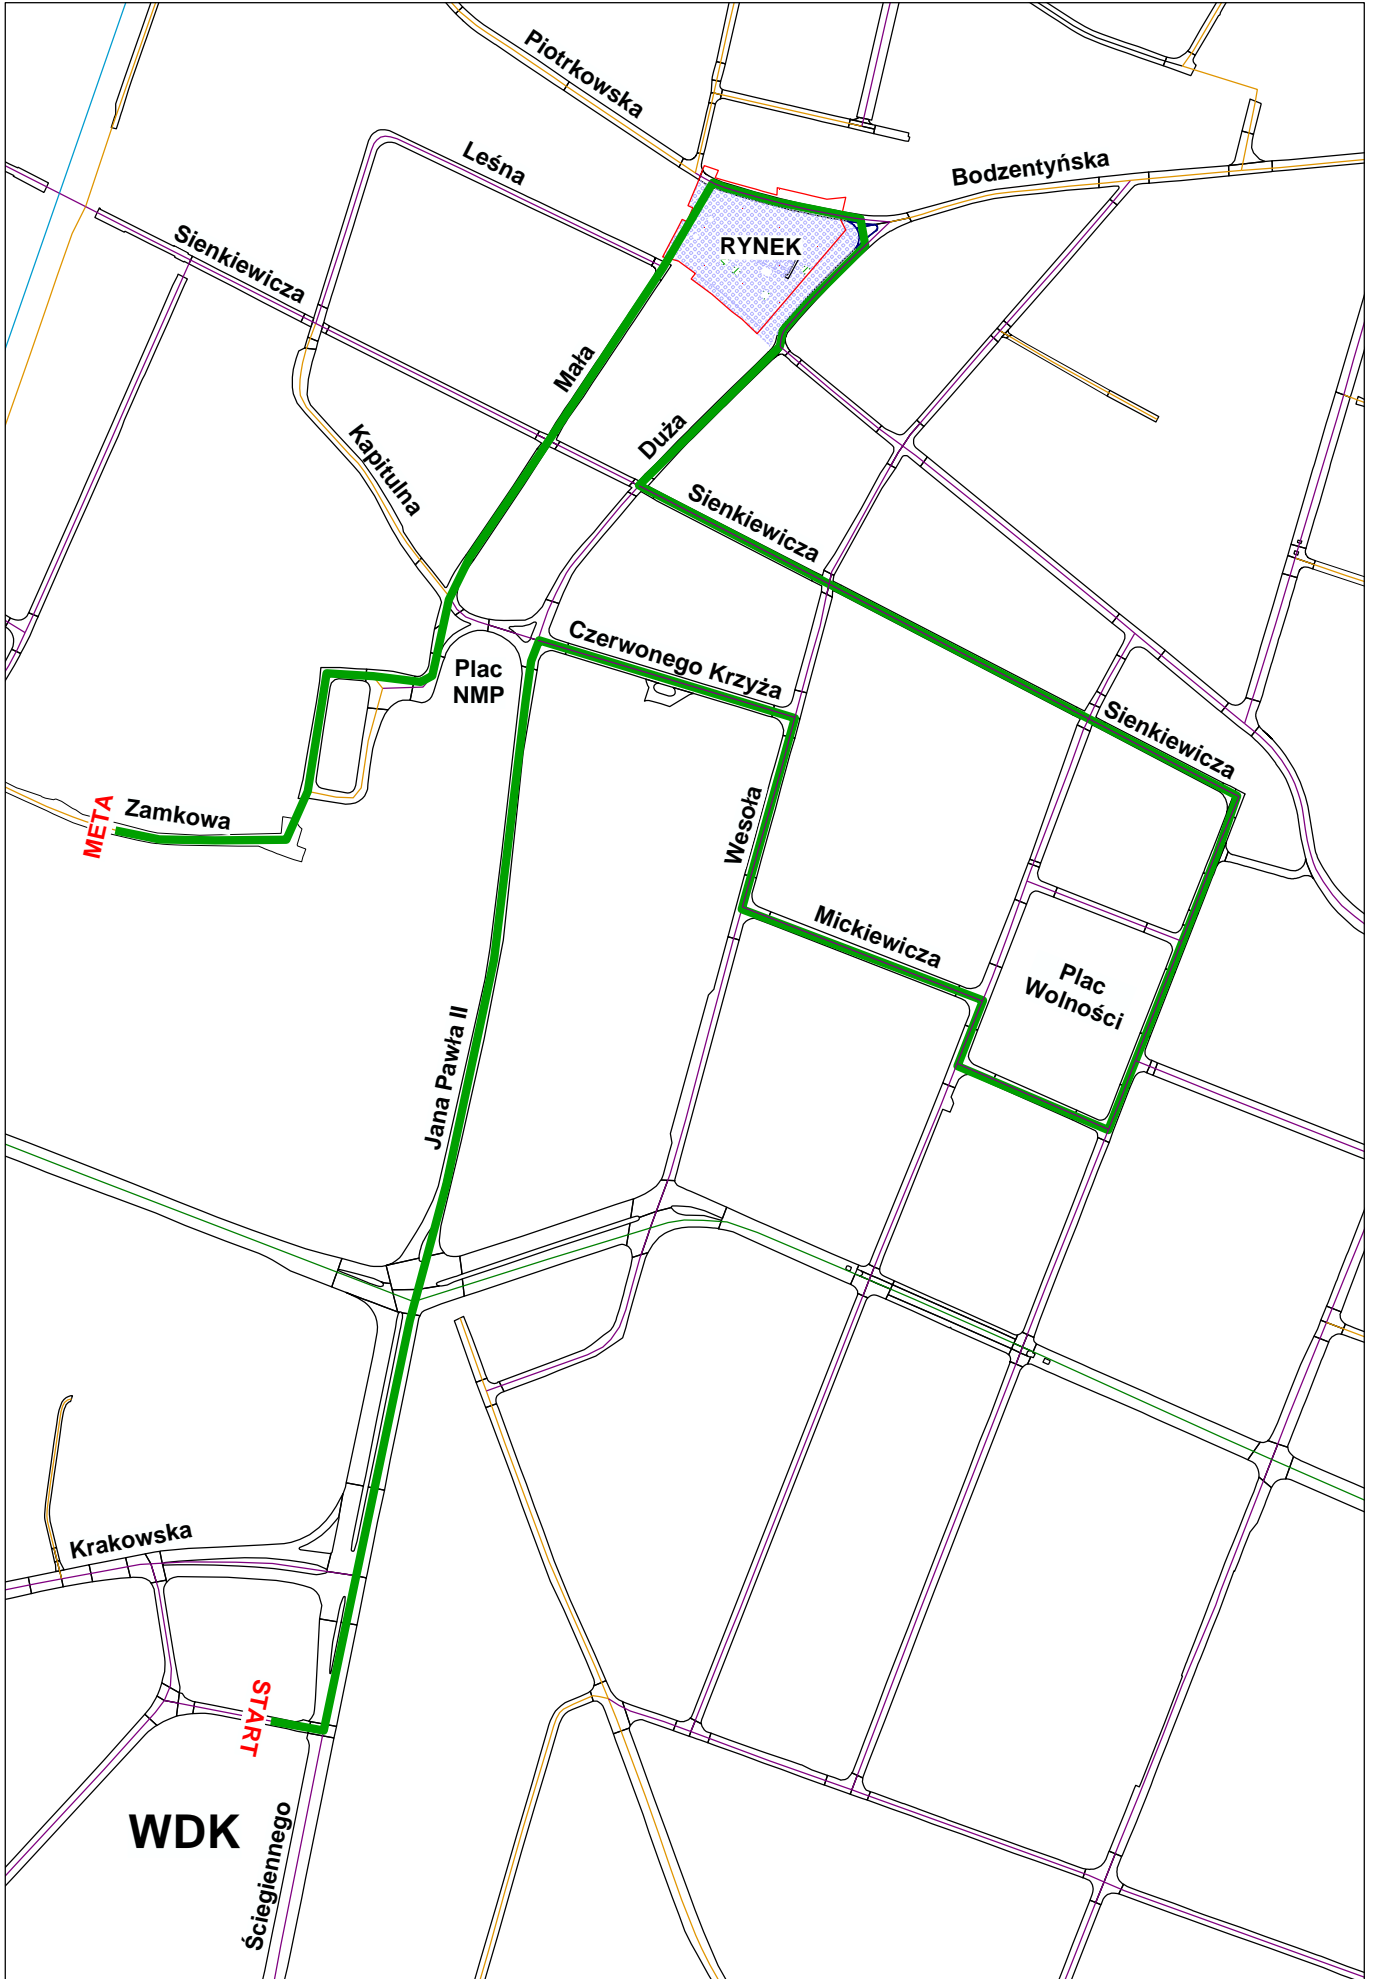 Piotrkowska
Leśna
Bodzentyńska
Sienkiewicza
RYNEK
Mała
Duża
Kapitulna
Sienkiewicza
Czerwonego Krzyża
Plac
NMP
Sienkiewicza
META
Zamkowa
Wesoła
Mickiewicza
Plac
Wolności
Jana Pawła II
Krakowska
START
WDK
Ściegiennego